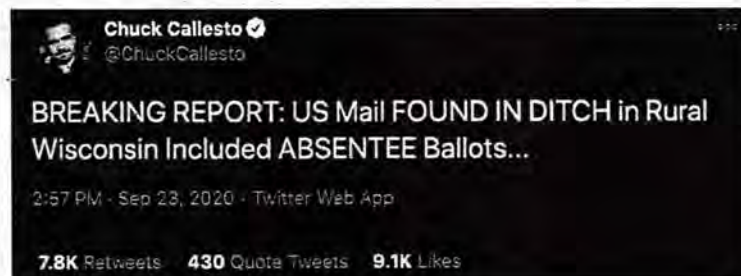 Chuck Callesto
@ChuckCallesto
BREAKING REPORT: US Mail FOUND IN DITCH in Rural
Wisconsin Included ABSENTEE Ballots...
2:57 PM · Sep 23, 2020 · Twitter Web App
7.8K Retweets 430 Quote Tweets 9.1K Likes